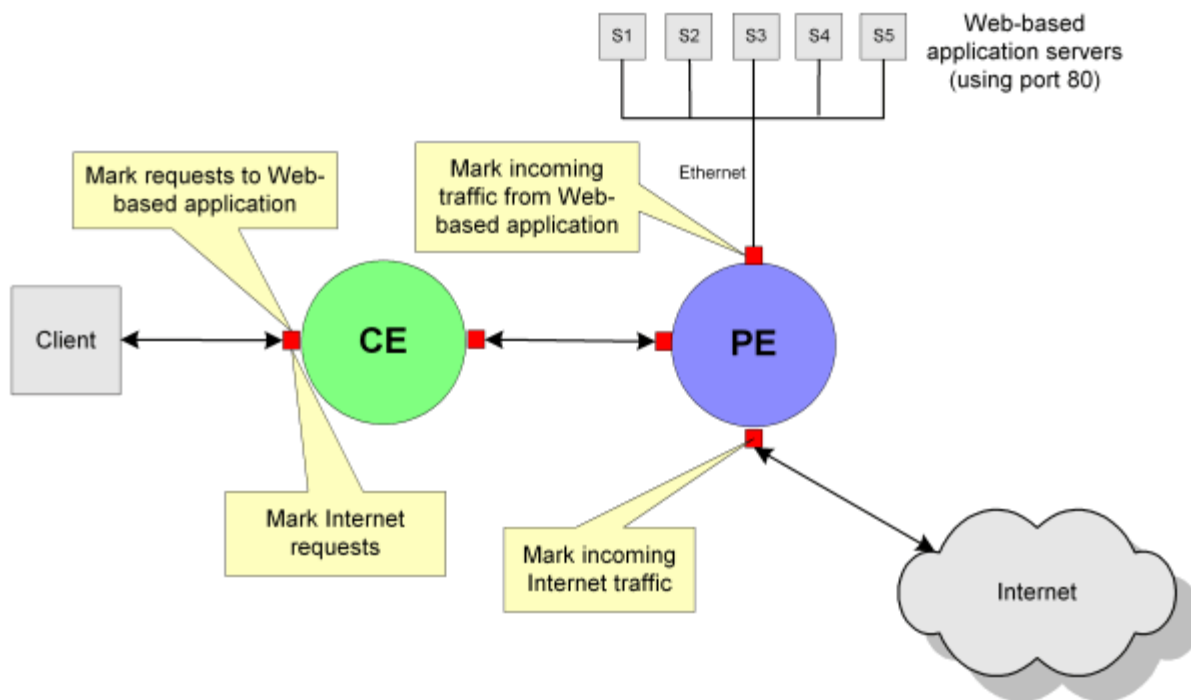 S1 S2 S3 S4 S5
Web-based
application servers
(using port 80)
Mark requests to Web-
based application
Mark incoming
traffic from Web-
based application
Ethernet
Client
CE
PE
Mark Internet
requests
Mark incoming
Internet traffic
Internet